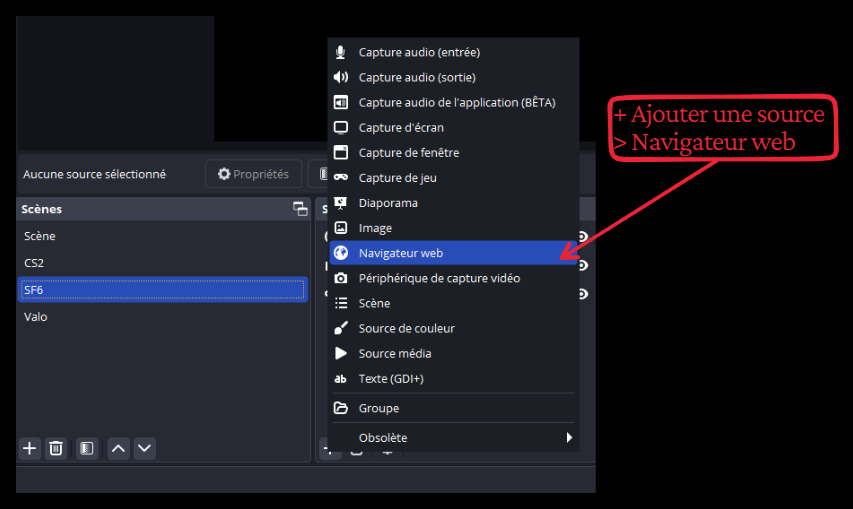 Capture audio (entrée)
Capture audio (sortie)
Capture audio de l'application (BÊTA)
Capture d'écran
Capture de fenêtre
Capture de jeu
Diaporama
Image
Navigateur web
Périphérique de capture vidéo
Scène
Source de couleur
Source média
ab Texte (GDI+)
Groupe
Obsolète
+ Ajouter une source
> Navigateur web
Aucune source sélectionné
Propriétés
Scènes
Scène
CS2
SF6
Valo